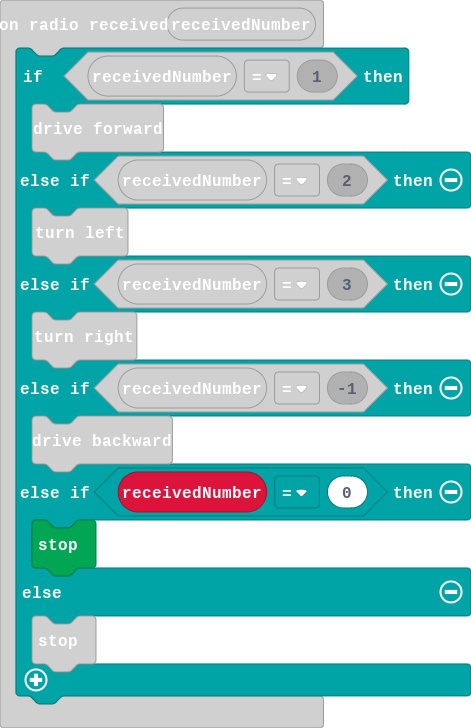 on radio received receivedNumber
if receivedNumber = 1 then
drive forward
else if receivedNumber = 2 then
turn left
else if receivedNumber = 3 then
turn right
else if receivedNumber = -1 then
drive backward
else if receivedNumber = 0 then
stop
else
stop